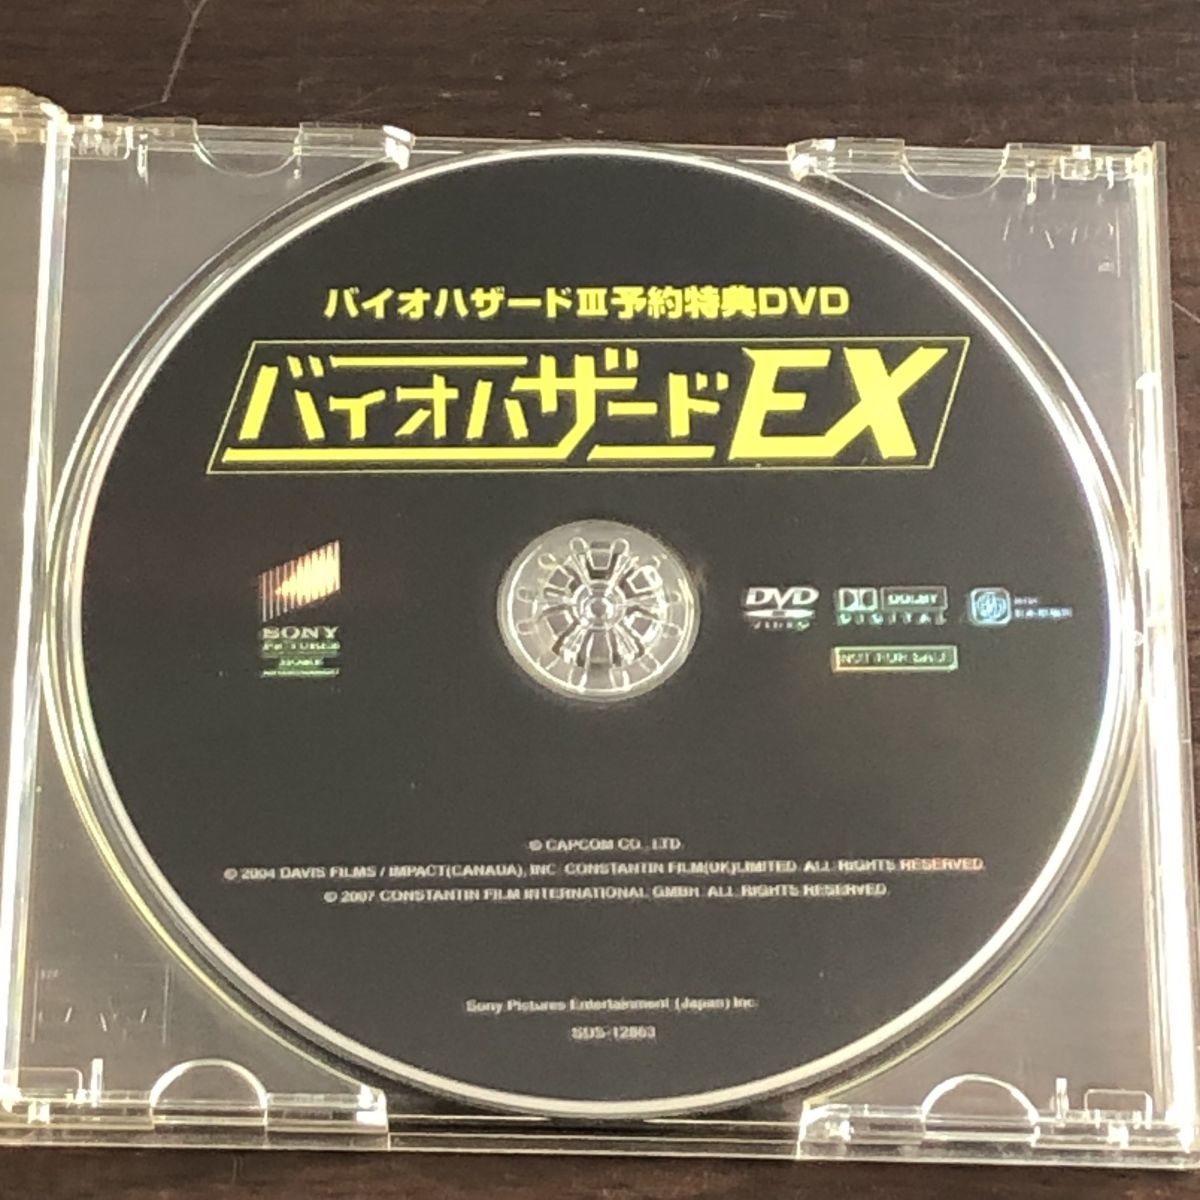 バイオハザードⅢ予約特典DVD
バイオハザードEX
SONY
PICTURES
HOME
DVD
VIDEO
DOLBY
DIGITAL
NOT FOR SALE
© CAPCOM CO., LTD.
© 2004 DAVIS FILMS / IMPACT(CANADA), INC. CONSTANTIN FILM(UK)LIMITED. ALL RIGHTS RESERVED.
© 2007 CONSTANTIN FILM INTERNATIONAL GMBH. ALL RIGHTS RESERVED.
Sony Pictures Entertainment (Japan) Inc.
SDS-12863